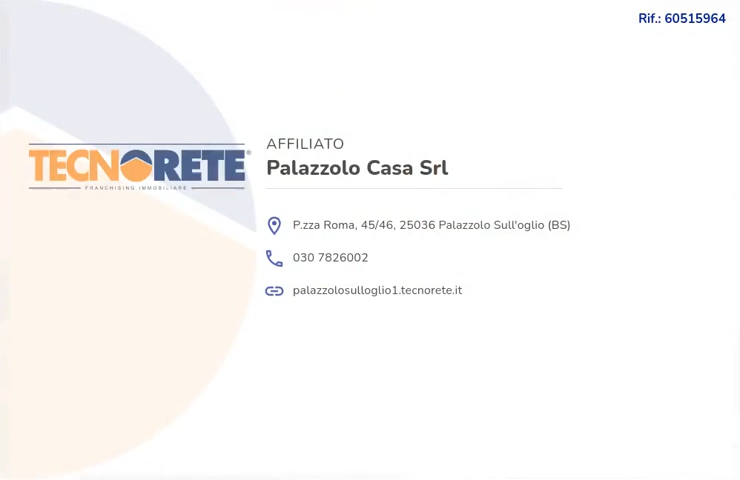 Rif.: 60515964
TECNORETE®
FRANCHISING IMMOBILIARE
AFFILIATO
Palazzolo Casa Srl
P.zza Roma, 45/46, 25036 Palazzolo Sull'oglio (BS)
030 7826002
palazzolosulloglio1.tecnorete.it